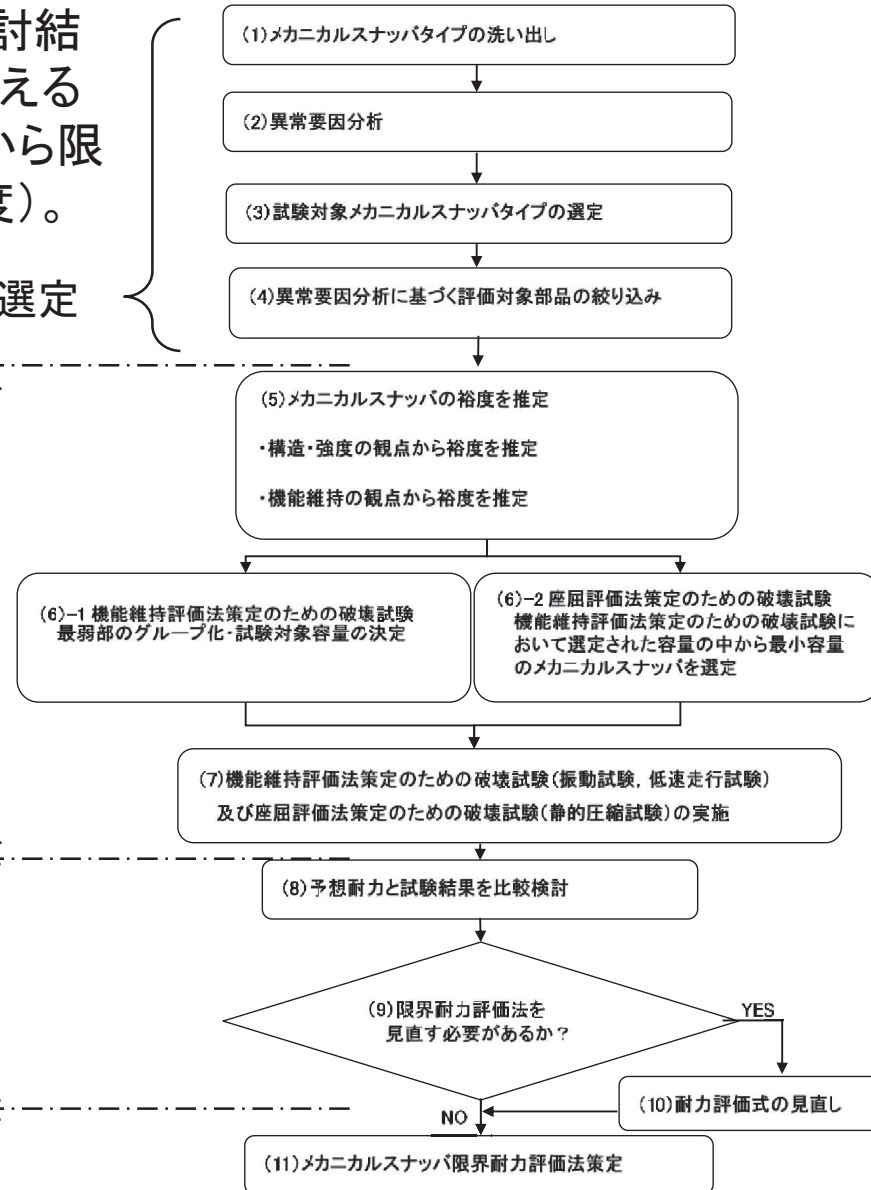 討結
える
から限
度）。
選定
(1)メカニカルスナッバタイプの洗い出し
(2)異常要因分析
(3)試験対象メカニカルスナッバタイプの選定
(4)異常要因分析に基づく評価対象部品の絞り込み
(5)メカニカルスナッバの裕度を推定
・構造・強度の観点から裕度を推定
・機能維持の観点から裕度を推定
(6)-1 機能維持評価法策定のための破壊試験
最弱部のグループ化・試験対象容量の決定
(6)-2 座屈評価法策定のための破壊試験
機能維持評価法策定のための破壊試験に
おいて選定された容量の中から最小容量
のメカニカルスナッバを選定
(7)機能維持評価法策定のための破壊試験(振動試験, 低速走行試験)
及び座屈評価法策定のための破壊試験(静的圧縮試験)の実施
(8)予想耐力と試験結果を比較検討
(9)限界耐力評価法を
見直す必要があるか？
YES
(10)耐力評価式の見直し
NO
(11)メカニカルスナッバ限界耐力評価法策定